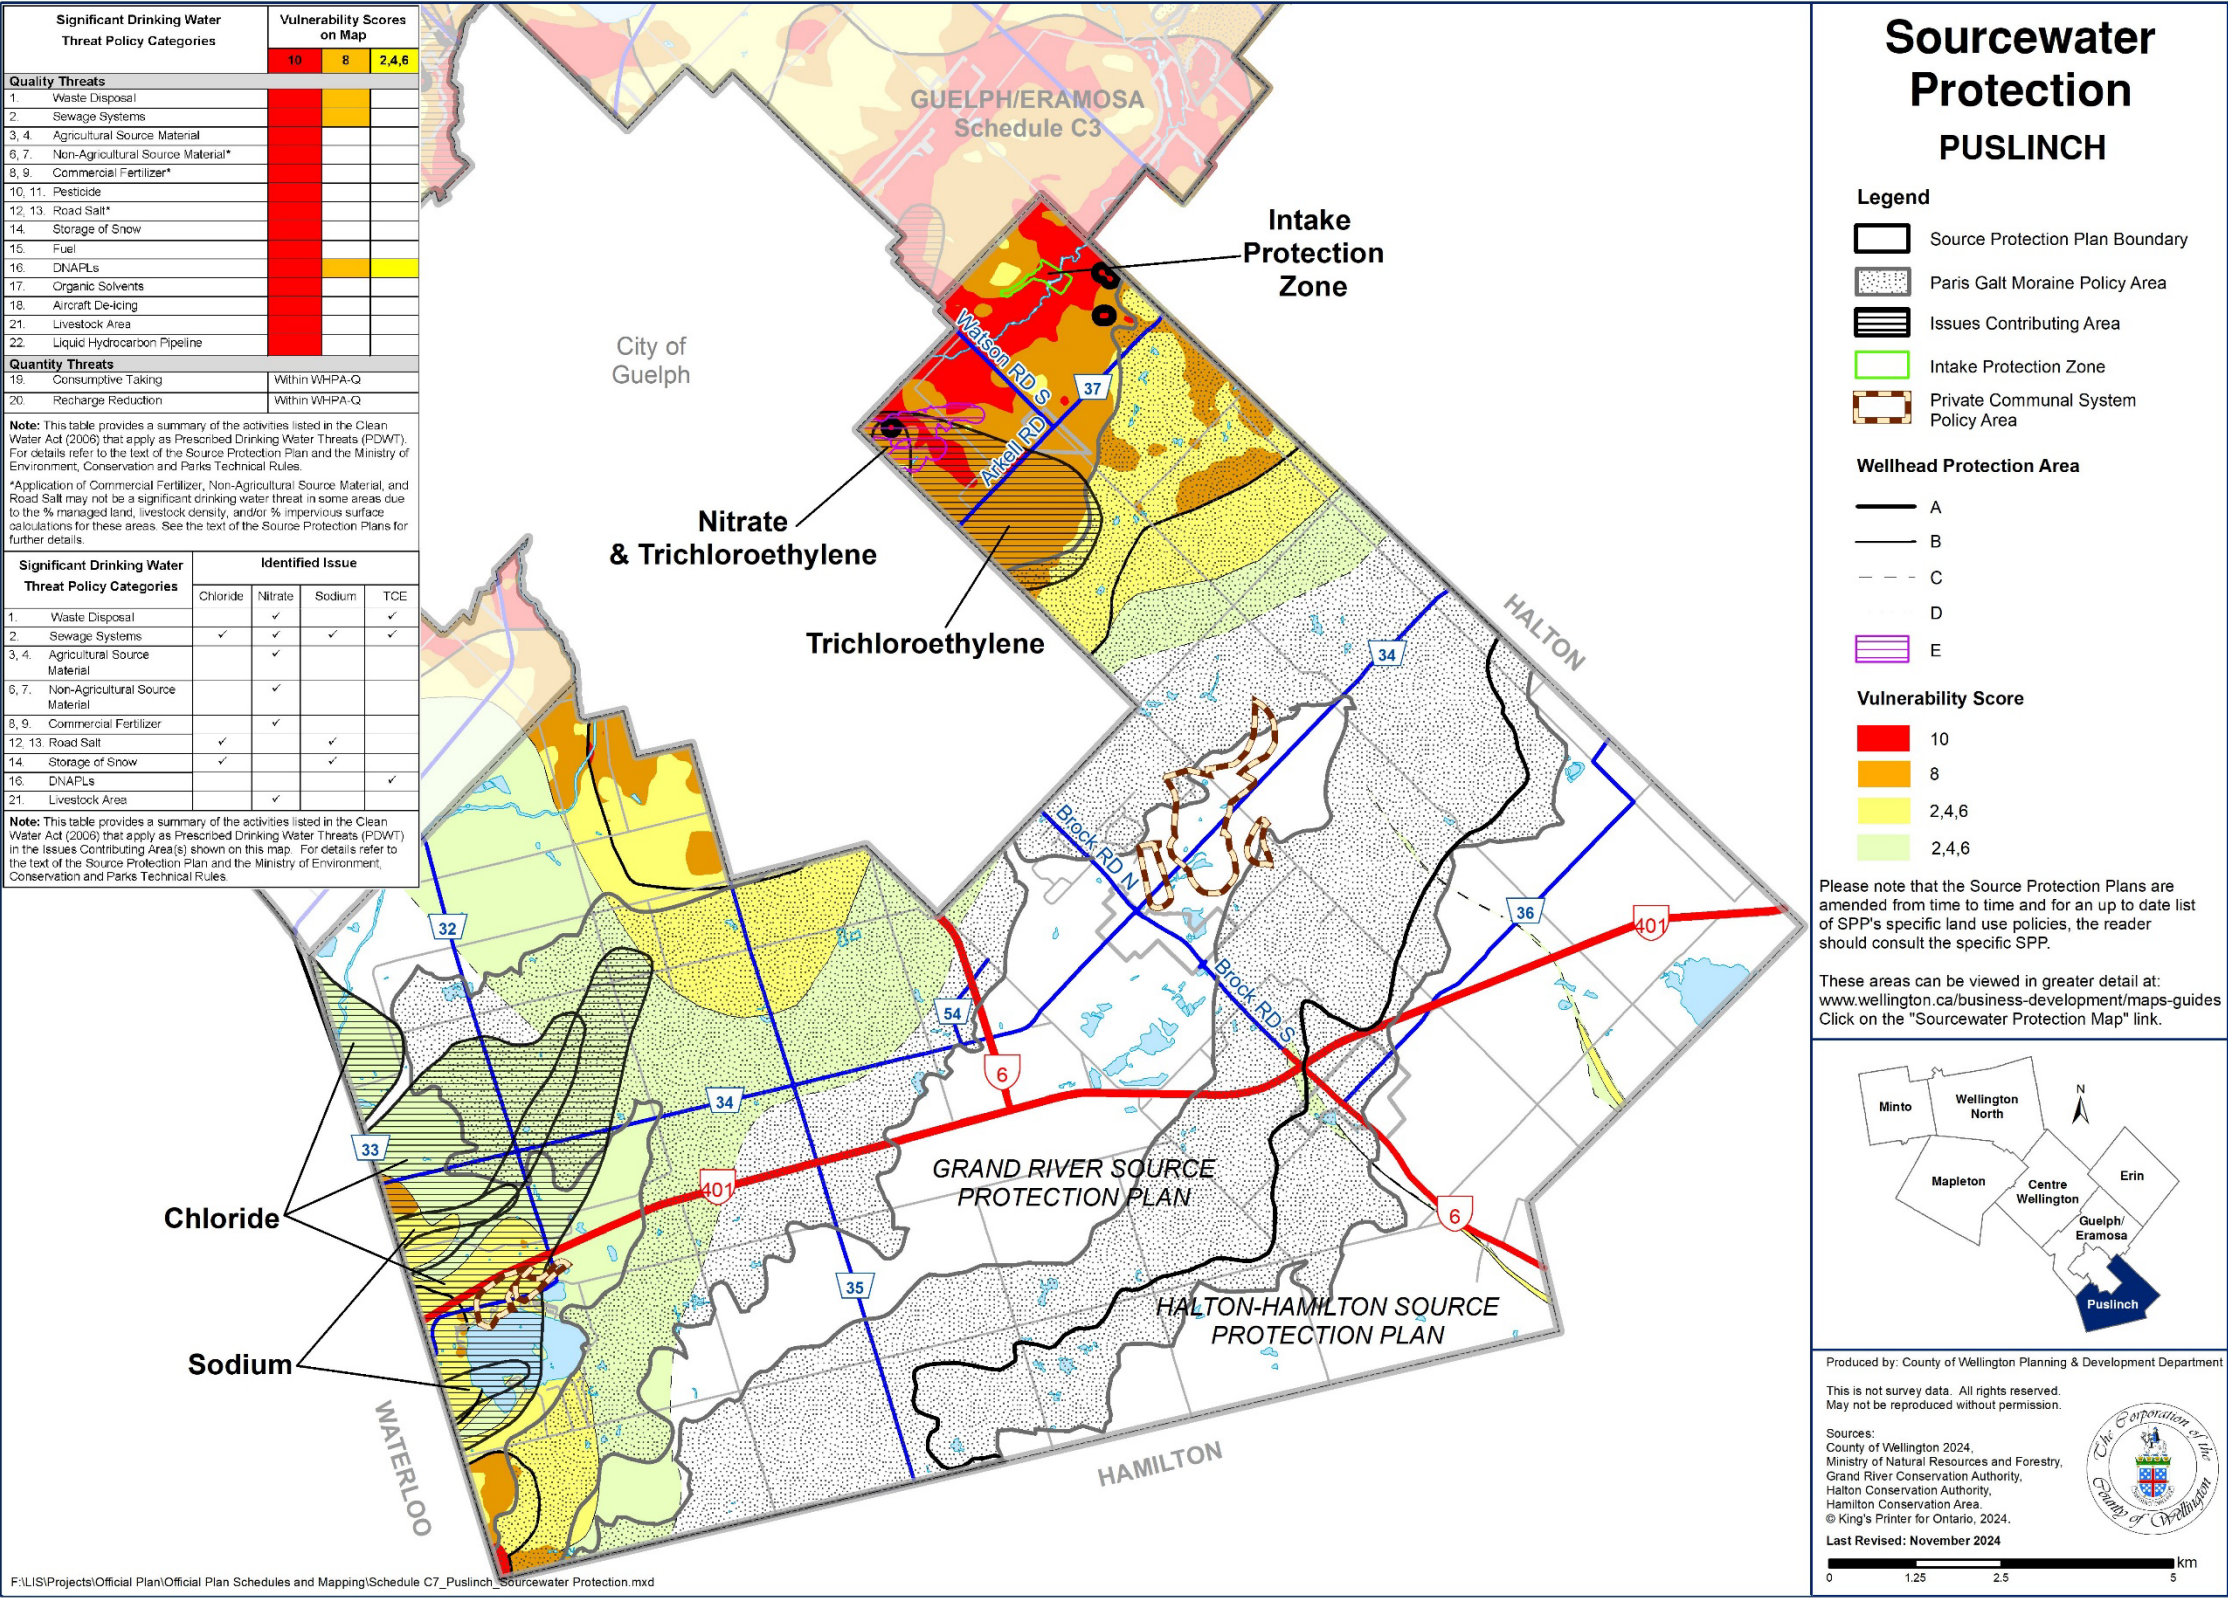 Significant Drinking Water
Threat Policy Categories
Vulnerability Scores
on Map
10 8 2,4,6
Quality Threats
1. Waste Disposal
2. Sewage Systems
3, 4. Agricultural Source Material
6, 7. Non-Agricultural Source Material*
8, 9. Commercial Fertilizer*
10, 11. Pesticide
12, 13. Road Salt*
14. Storage of Snow
15. Fuel
16. DNAPLs
17. Organic Solvents
18. Aircraft De-icing
21. Livestock Area
22. Liquid Hydrocarbon Pipeline
Quantity Threats
19. Consumptive Taking Within WHPA-Q
20. Recharge Reduction Within WHPA-Q
Note: This table provides a summary of the activities listed in the Clean
Water Act (2006) that apply as Prescribed Drinking Water Threats (PDWT).
For details refer to the text of the Source Protection Plan and the Ministry of
Environment, Conservation and Parks Technical Rules.
*Application of Commercial Fertilizer, Non-Agricultural Source Material, and
Road Salt may not be a significant drinking water threat in some areas due
to the % managed land, livestock density, and/or % impervious surface
calculations for these areas. See the text of the Source Protection Plans for
further details.
Significant Drinking Water
Threat Policy Categories
Identified Issue
Chloride Nitrate Sodium TCE
1. Waste Disposal ✓ ✓
2. Sewage Systems ✓ ✓ ✓ ✓
3, 4. Agricultural Source
Material ✓
6, 7. Non-Agricultural Source
Material ✓
8, 9. Commercial Fertilizer ✓
12, 13. Road Salt ✓ ✓
14. Storage of Snow ✓ ✓
16. DNAPLs ✓
21. Livestock Area ✓
Note: This table provides a summary of the activities listed in the Clean
Water Act (2006) that apply as Prescribed Drinking Water Threats (PDWT)
in the Issues Contributing Area(s) shown on this map. For details refer to
the text of the Source Protection Plan and the Ministry of Environment,
Conservation and Parks Technical Rules.
GUELPH/ERAMOSA
Schedule C3
Intake
Protection
Zone
City of
Guelph
Watson RD S
37
Arkell RD
Nitrate
& Trichloroethylene
Trichloroethylene
HALTON
34
Brock RD N
36
401
32
Brock RD S
54
6
34
33
401
GRAND RIVER SOURCE
PROTECTION PLAN
Chloride
6
35
HALTON-HAMILTON SOURCE
PROTECTION PLAN
Sodium
WATERLOO
HAMILTON
F:\LIS\Projects\Official Plan\Official Plan Schedules and Mapping\Schedule C7_Puslinch_Sourcewater Protection.mxd
Sourcewater
Protection
PUSLINCH
Legend
Source Protection Plan Boundary
Paris Galt Moraine Policy Area
Issues Contributing Area
Intake Protection Zone
Private Communal System
Policy Area
Wellhead Protection Area
A
B
C
D
E
Vulnerability Score
10
8
2,4,6
2,4,6
Please note that the Source Protection Plans are
amended from time to time and for an up to date list
of SPP's specific land use policies, the reader
should consult the specific SPP.
These areas can be viewed in greater detail at:
www.wellington.ca/business-development/maps-guides
Click on the "Sourcewater Protection Map" link.
Minto
Wellington
North
N
Mapleton
Centre
Wellington
Erin
Guelph/
Eramosa
Puslinch
Produced by: County of Wellington Planning & Development Department
This is not survey data. All rights reserved.
May not be reproduced without permission.
Sources:
County of Wellington 2024,
Ministry of Natural Resources and Forestry,
Grand River Conservation Authority,
Halton Conservation Authority,
Hamilton Conservation Area.
© King's Printer for Ontario, 2024.
The Corporation of the
County of Wellington
Last Revised: November 2024
km
0 1.25 2.5 5